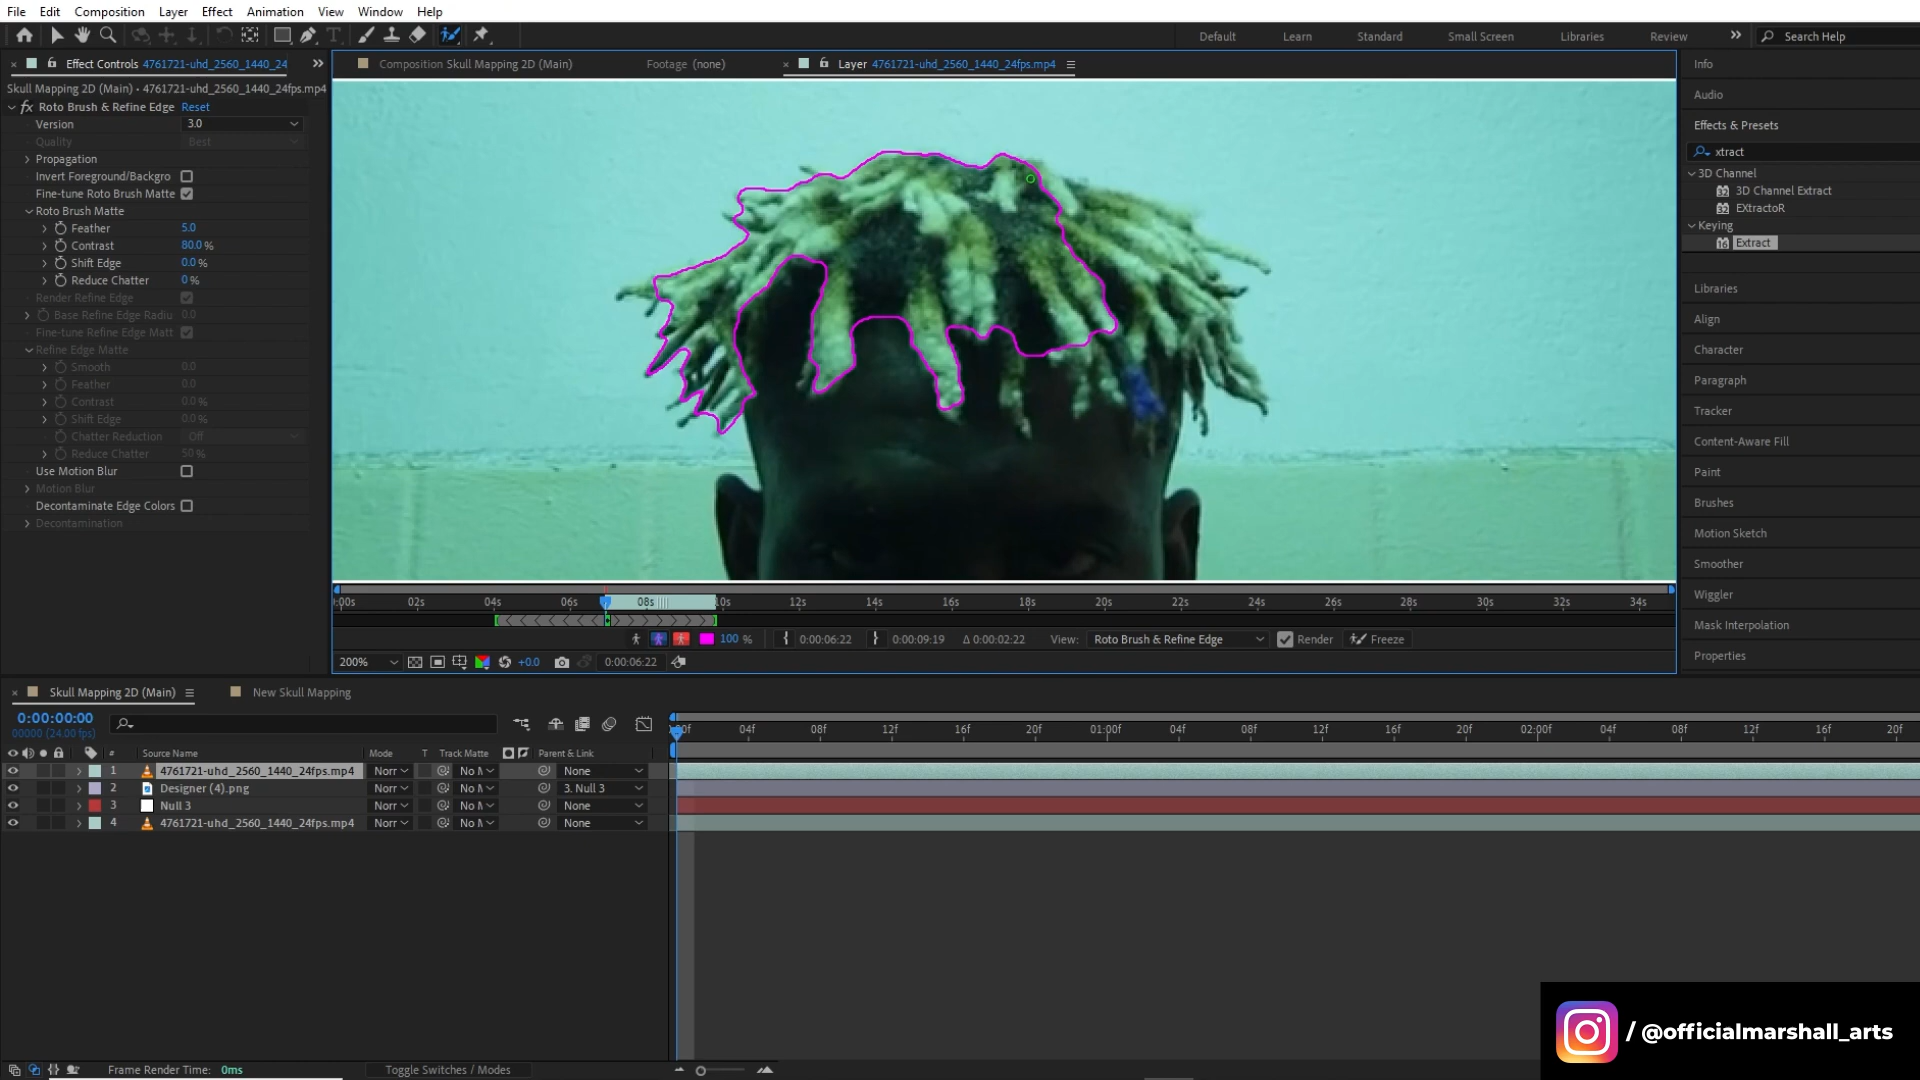 File Edit Composition Layer Effect Animation View Window Help
Default Learn Standard Small Screen Libraries Review Search Help
Effect Controls 4761721-uhd_2560_1440_24
Composition Skull Mapping 2D (Main) Footage (none) Layer 4761721-uhd_2560_1440_24fps.mp4
Skull Mapping 2D (Main) • 4761721-uhd_2560_1440_24fps.mp4
fx Roto Brush & Refine Edge Reset
Version 3.0
Quality Best
Propagation
Invert Foreground/Backgro
Fine-tune Roto Brush Matte
Roto Brush Matte
Feather 5.0
Contrast 80.0 %
Shift Edge 0.0 %
Reduce Chatter 0 %
Render Refine Edge
Base Refine Edge Radiu 0.0
Fine-tune Refine Edge Matt
Refine Edge Matte
Smooth 0.0
Feather 0.0
Contrast 0.0 %
Shift Edge 0.0 %
Chatter Reduction Off
Reduce Chatter 50 %
Use Motion Blur
Motion Blur
Decontaminate Edge Colors
Decontamination
Info
Audio
Effects & Presets
xtract
3D Channel
3D Channel Extract
EXtractoR
Keying
Extract
Libraries
Align
Character
Paragraph
Tracker
Content-Aware Fill
Paint
Brushes
Motion Sketch
Smoother
Wiggler
Mask Interpolation
Properties
:00s 02s 04s 06s 08s 10s 12s 14s 16s 18s 20s 22s 24s 26s 28s 30s 32s 34s
100 % 0:00:06:22 0:00:09:19 Δ 0:00:02:22 View: Roto Brush & Refine Edge Render Freeze
200% +0.0 0:00:06:22
Skull Mapping 2D (Main) New Skull Mapping
0:00:00:00
00000 (24.00 fps)
:00f 04f 08f 12f 16f 20f 01:00f 04f 08f 12f 16f 20f 02:00f 04f 08f 12f 16f 20f
# Source Name Mode T Track Matte Parent & Link
1 4761721-uhd_2560_1440_24fps.mp4 Norr No M None
2 Designer (4).png Norr No M 3. Null 3
3 Null 3 Norr No M None
4 4761721-uhd_2560_1440_24fps.mp4 Norr No M None
/ @officialmarshall_arts
Frame Render Time: 0ms Toggle Switches / Modes